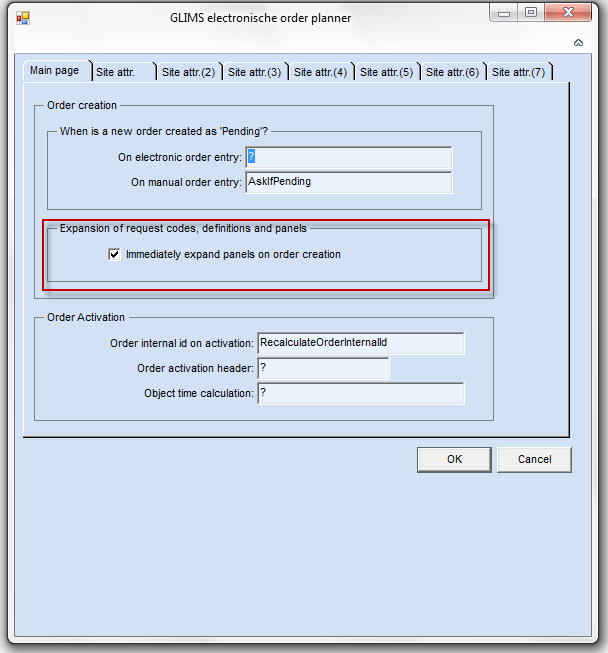 GLIMS electronische order planner
Main page Site attr. Site attr.(2) Site attr.(3) Site attr.(4) Site attr.(5) Site attr.(6) Site attr.(7)
Order creation
When is a new order created as 'Pending'?
On electronic order entry: ?
On manual order entry: AskIfPending
Expansion of request codes, definitions and panels
Immediately expand panels on order creation
Order Activation
Order internal id on activation: RecalculateOrderInternalId
Order activation header: ?
Object time calculation: ?
OK Cancel